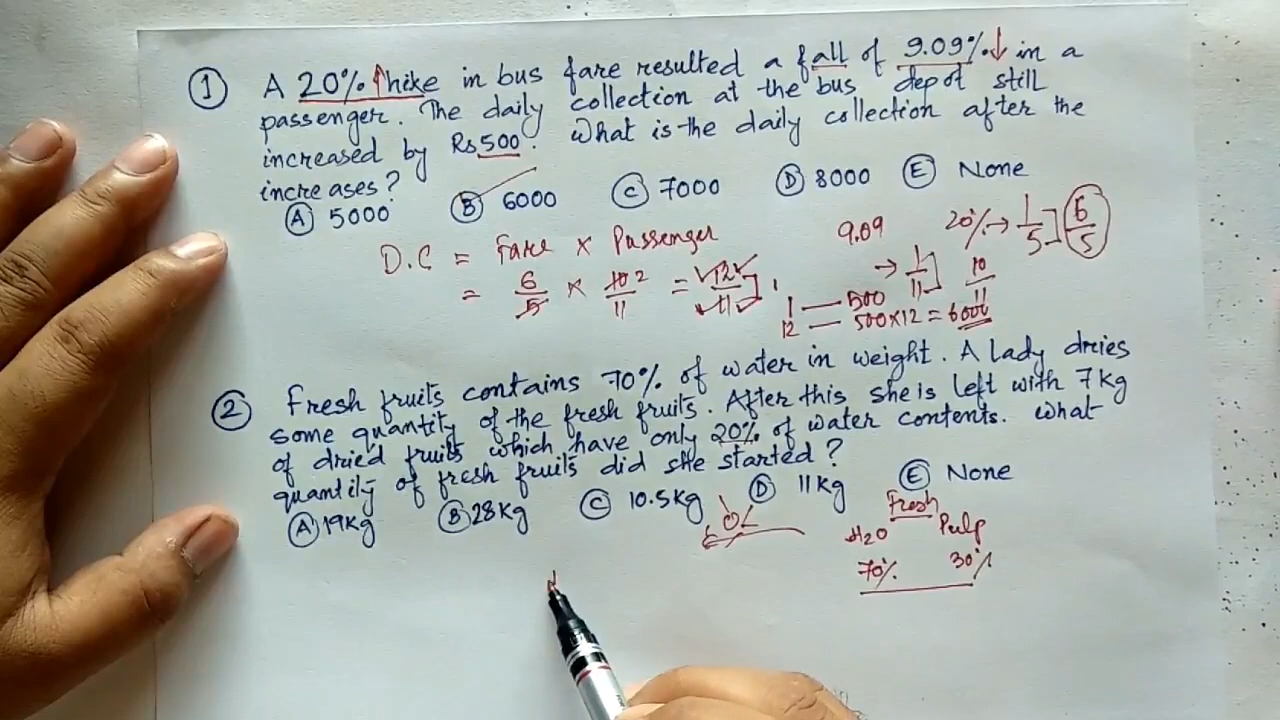 1 A 20% ↑ hike in bus fare resulted a fall of 9.09% ↓ in a
passenger. The daily collection at the bus depot still
increased by Rs 500. What is the daily collection after the
increases?
A 5000 B 6000 C 7000 D 8000 E None
D.C = Fare × Passenger 9.09 20% → 1/5 6/5
= 6/5 × 10/11 2 = 12/11 1 → 1/11 10/11
1 — 500
12 — 500×12 = 6000
2 Fresh fruits contains 70% of water in weight. A lady dries
some quantity of the fresh fruits. After this she is left with 7kg
of dried fruits which have only 20% of water contents. What
quantity of fresh fruits did she started?
A 19kg B 28kg C 10.5kg D 11kg E None
Fresh
H2O Pulp
70% 30%